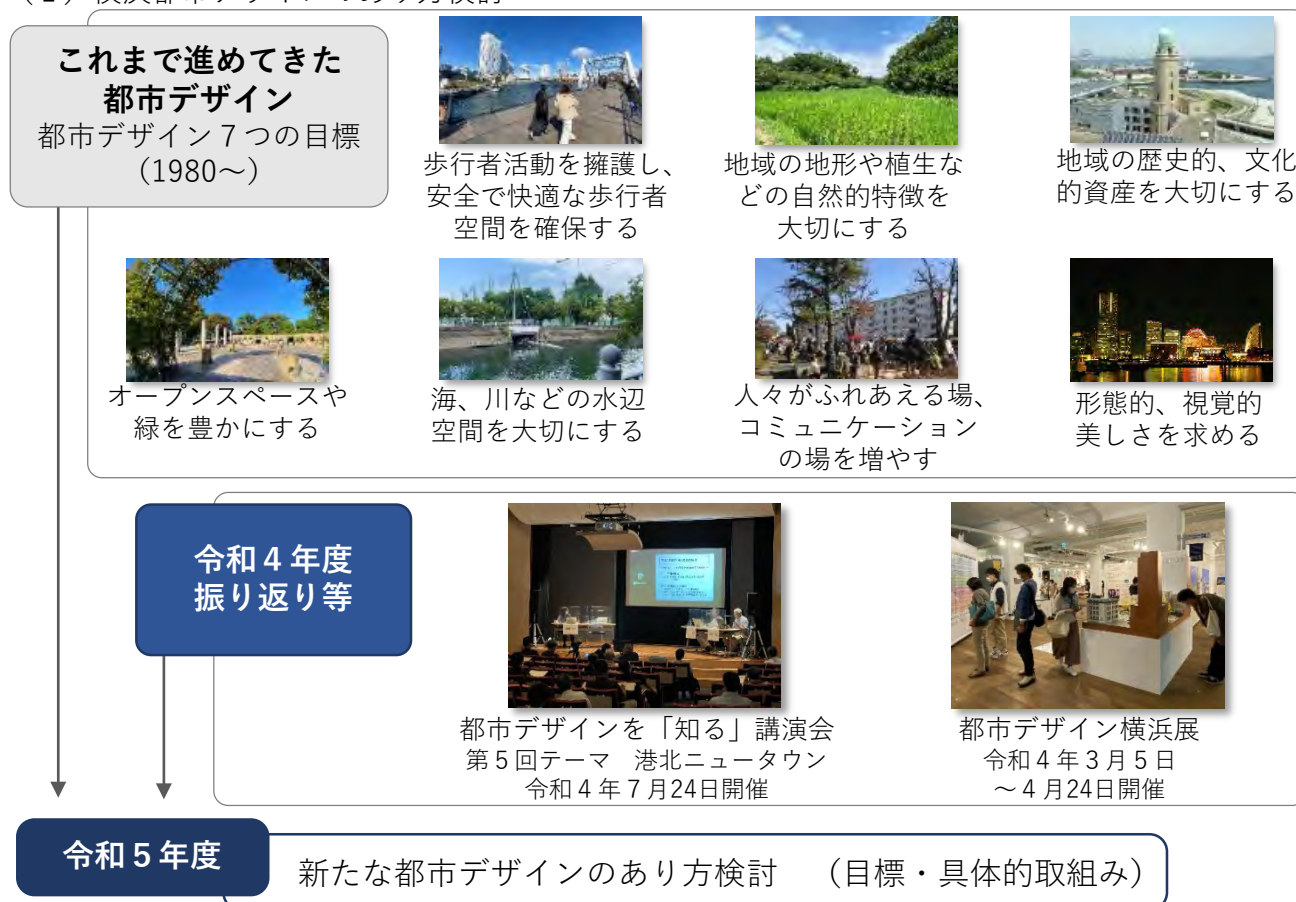 これまで進めてきた
都市デザイン
都市デザイン７つの目標
（1980～）
歩行者活動を擁護し、
安全で快適な歩行者
空間を確保する
地域の地形や植生な
どの自然的特徴を
大切にする
地域の歴史的、文化
的資産を大切にする
オープンスペースや
緑を豊かにする
海、川などの水辺
空間を大切にする
人々がふれあえる場、
コミュニケーション
の場を増やす
形態的、視覚的
美しさを求める
令和４年度
振り返り等
都市デザインを「知る」講演会
第５回テーマ　港北ニュータウン
令和４年７月24日開催
都市デザイン横浜展
令和４年３月５日
～４月24日開催
令和５年度
新たな都市デザインのあり方検討　（目標・具体的取組み）